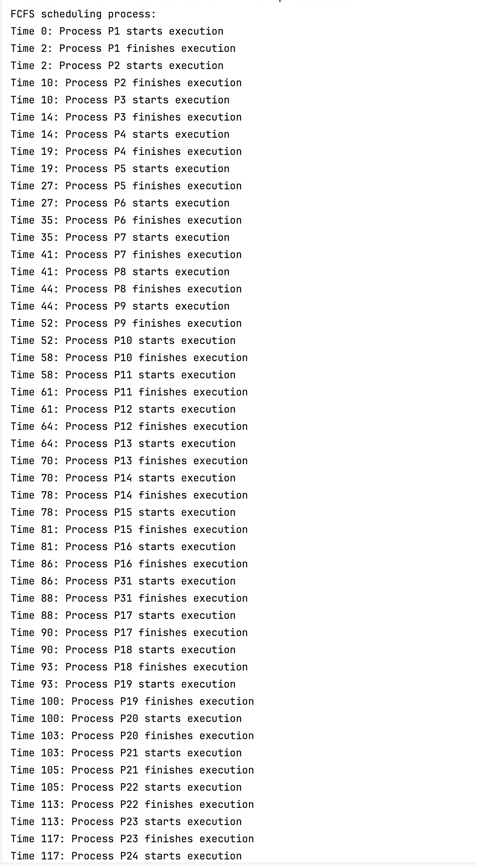 FCFS scheduling process:
Time 0: Process P1 starts execution
Time 2: Process P1 finishes execution
Time 2: Process P2 starts execution
Time 10: Process P2 finishes execution
Time 10: Process P3 starts execution
Time 14: Process P3 finishes execution
Time 14: Process P4 starts execution
Time 19: Process P4 finishes execution
Time 19: Process P5 starts execution
Time 27: Process P5 finishes execution
Time 27: Process P6 starts execution
Time 35: Process P6 finishes execution
Time 35: Process P7 starts execution
Time 41: Process P7 finishes execution
Time 41: Process P8 starts execution
Time 44: Process P8 finishes execution
Time 44: Process P9 starts execution
Time 52: Process P9 finishes execution
Time 52: Process P10 starts execution
Time 58: Process P10 finishes execution
Time 58: Process P11 starts execution
Time 61: Process P11 finishes execution
Time 61: Process P12 starts execution
Time 64: Process P12 finishes execution
Time 64: Process P13 starts execution
Time 70: Process P13 finishes execution
Time 70: Process P14 starts execution
Time 78: Process P14 finishes execution
Time 78: Process P15 starts execution
Time 81: Process P15 finishes execution
Time 81: Process P16 starts execution
Time 86: Process P16 finishes execution
Time 86: Process P31 starts execution
Time 88: Process P31 finishes execution
Time 88: Process P17 starts execution
Time 90: Process P17 finishes execution
Time 90: Process P18 starts execution
Time 93: Process P18 finishes execution
Time 93: Process P19 starts execution
Time 100: Process P19 finishes execution
Time 100: Process P20 starts execution
Time 103: Process P20 finishes execution
Time 103: Process P21 starts execution
Time 105: Process P21 finishes execution
Time 105: Process P22 starts execution
Time 113: Process P22 finishes execution
Time 113: Process P23 starts execution
Time 117: Process P23 finishes execution
Time 117: Process P24 starts execution